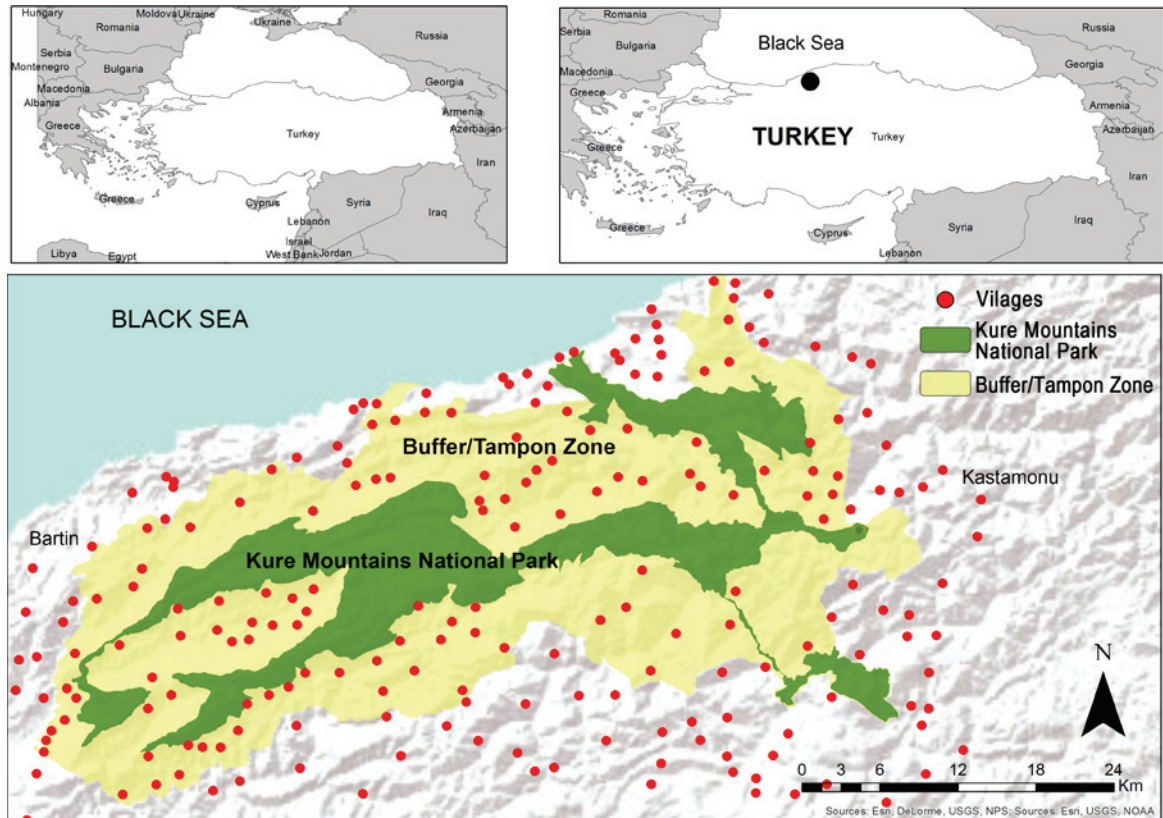 Hungary
Moldova
Ukraine
Romania
Ukraine
Russia
Serbia
Montenegro
Bulgaria
Georgia
Macedonia
Albania
Armenia
Azerbaijan
Greece
Turkey
Iran
Greece
Cyprus
Syria
Lebanon
Iraq
Israel
West Bank
Jordan
Libya
Egypt
Romania
Russia
Serbia
Black Sea
Bulgaria
Georgia
Macedonia
Greece
Armenia
Azerbaijan
TURKEY
Turkey
Greece
Iran
Greece
Cyprus
Syria
Iraq
Lebanon
BLACK SEA
Vilages
Kure Mountains
National Park
Buffer/Tampon Zone
Buffer/Tampon Zone
Kastamonu
Bartin
Kure Mountains National Park
N
0 3 6 12 18 24
Km
Sources: Esri, DeLorme, USGS, NPS; Sources: Esri, USGS, NOAA